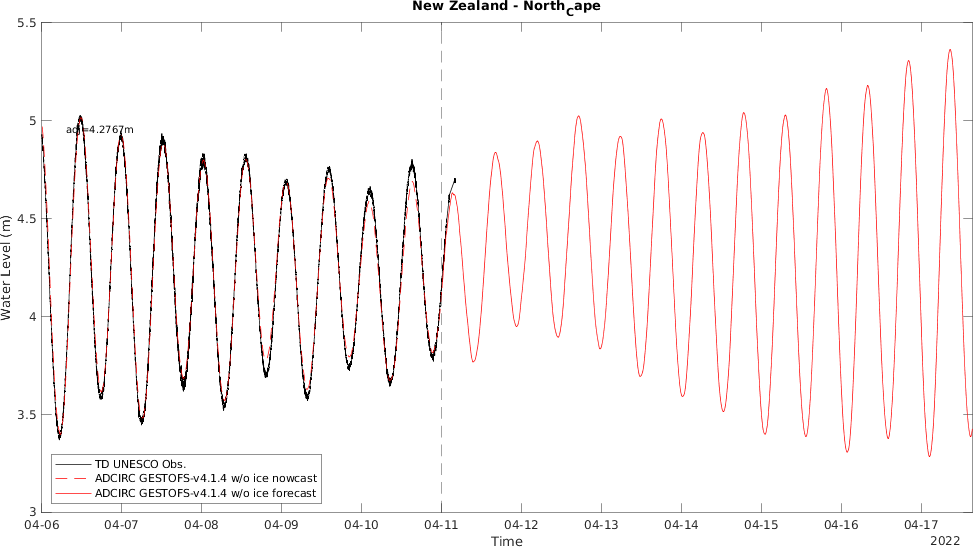 New Zealand - NorthCape
5.5
5
4.5
4
3.5
3
Water Level (m)
adj=4.2767m
TD UNESCO Obs.
ADCIRC GESTOFS-v4.1.4 w/o ice nowcast
ADCIRC GESTOFS-v4.1.4 w/o ice forecast
04-06 04-07 04-08 04-09 04-10 04-11 04-12 04-13 04-14 04-15 04-16 04-17
Time
2022